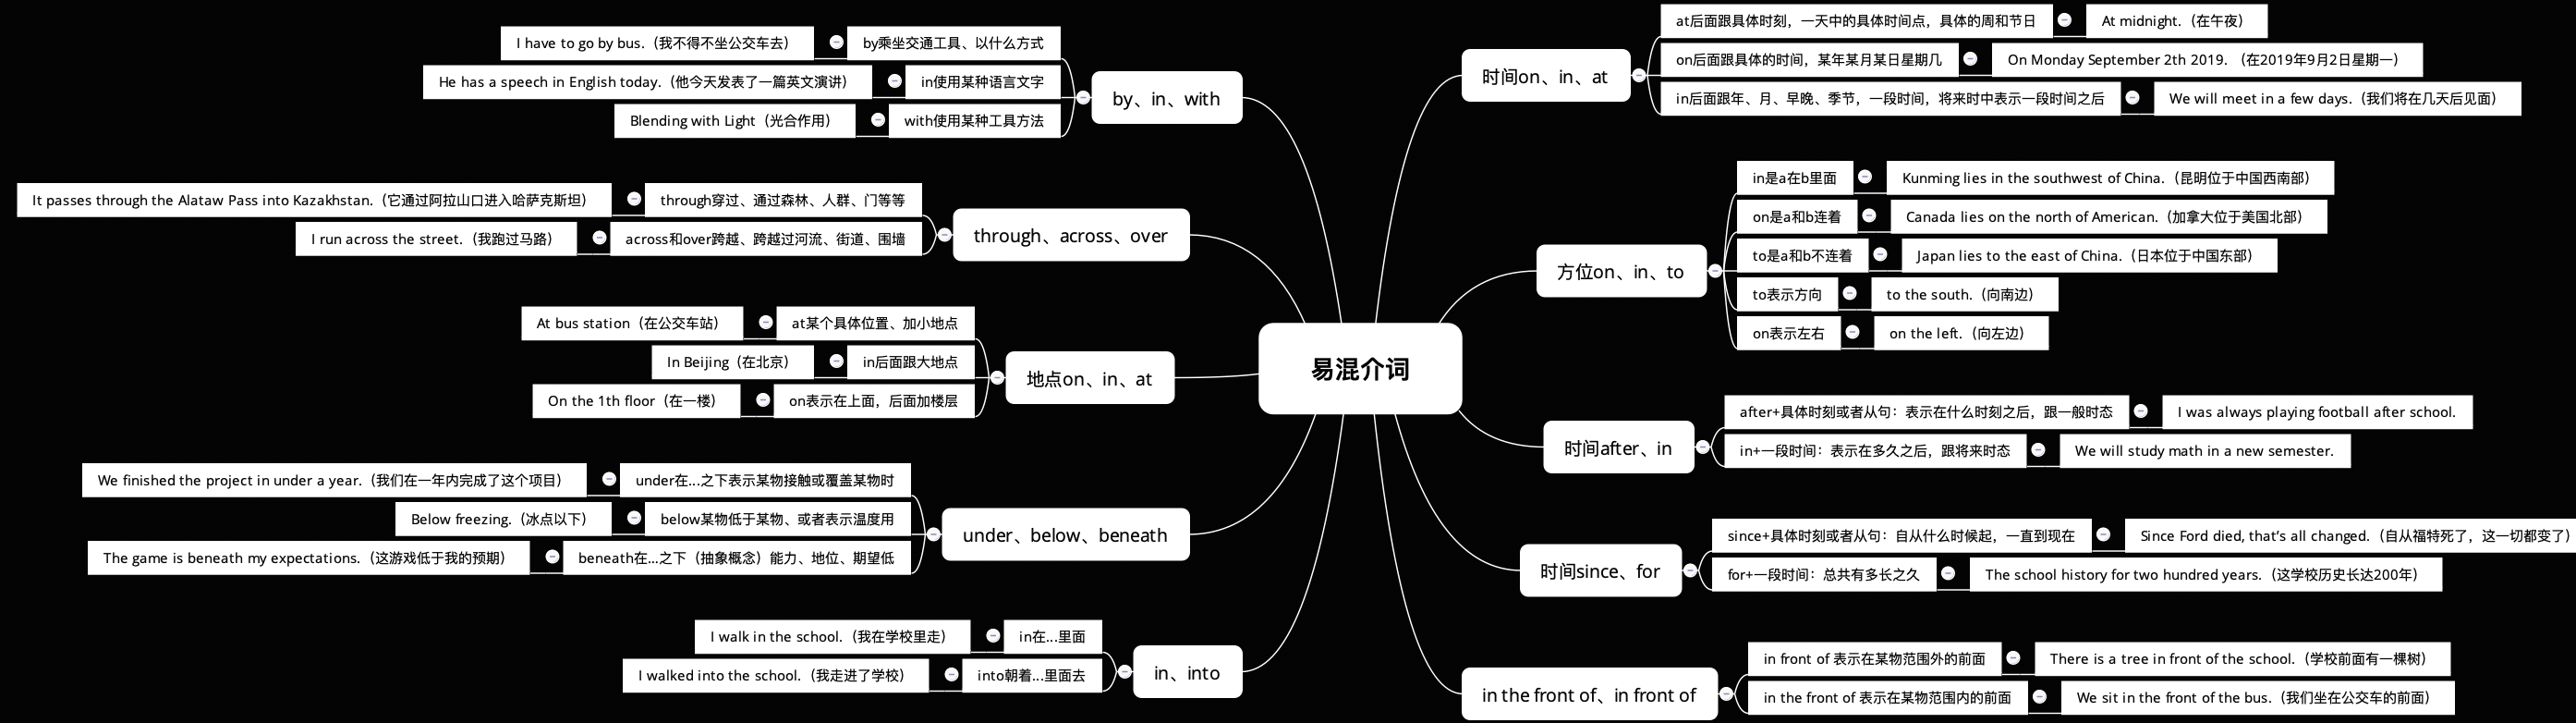 易混介词
by、in、with
by乘坐交通工具、以什么方式
I have to go by bus.（我不得不坐公交车去）
in使用某种语言文字
He has a speech in English today.（他今天发表了一篇英文演讲）
with使用某种工具方法
Blending with Light（光合作用）
through、across、over
through穿过、通过森林、人群、门等等
It passes through the Alataw Pass into Kazakhstan.（它通过阿拉山口进入哈萨克斯坦）
across和over跨越、跨越过河流、街道、围墙
I run across the street.（我跑过马路）
地点on、in、at
at某个具体位置、加小地点
At bus station（在公交车站）
in后面跟大地点
In Beijing（在北京）
on表示在上面，后面加楼层
On the 1th floor（在一楼）
under、below、beneath
under在...之下表示某物接触或覆盖某物时
We finished the project in under a year.（我们在一年内完成了这个项目）
below某物低于某物、或者表示温度用
Below freezing.（冰点以下）
beneath在...之下（抽象概念）能力、地位、期望低
The game is beneath my expectations.（这游戏低于我的预期）
in、into
in在...里面
I walk in the school.（我在学校里走）
into朝着...里面去
I walked into the school.（我走进了学校）
时间on、in、at
at后面跟具体时刻，一天中的具体时间点，具体的周和节日
At midnight.（在午夜）
on后面跟具体的时间，某年某月某日星期几
On Monday September 2th 2019. （在2019年9月2日星期一）
in后面跟年、月、早晚、季节，一段时间，将来时中表示一段时间之后
We will meet in a few days.（我们将在几天后见面）
方位on、in、to
in是a在b里面
Kunming lies in the southwest of China.（昆明位于中国西南部）
on是a和b连着
Canada lies on the north of American.（加拿大位于美国北部）
to是a和b不连着
Japan lies to the east of China.（日本位于中国东部）
to表示方向
to the south.（向南边）
on表示左右
on the left.（向左边）
时间after、in
after+具体时刻或者从句：表示在什么时刻之后，跟一般时态
I was always playing football after school.
in+一段时间：表示在多久之后，跟将来时态
We will study math in a new semester.
时间since、for
since+具体时刻或者从句：自从什么时候起，一直到现在
Since Ford died, that's all changed.（自从福特死了，这一切都变了）
for+一段时间：总共有多长之久
The school history for two hundred years.（这学校历史长达200年）
in the front of、in front of
in front of 表示在某物范围外的前面
There is a tree in front of the school.（学校前面有一棵树）
in the front of 表示在某物范围内的前面
We sit in the front of the bus.（我们坐在公交车的前面）